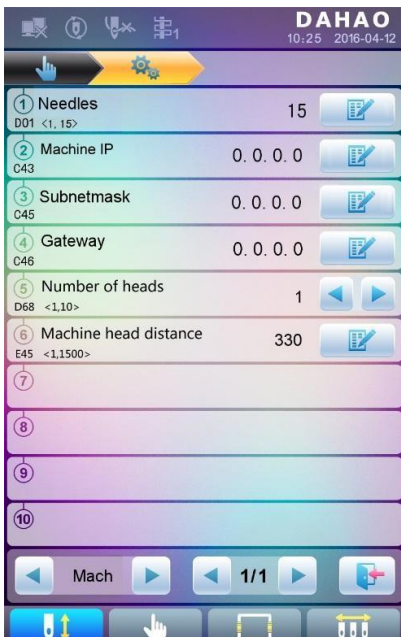 DAHAO
10:25 2016-04-12
1
1 Needles 15
D01 <1, 15>
2 Machine IP 0. 0. 0. 0
C43
3 Subnetmask 0. 0. 0. 0
C45
4 Gateway 0. 0. 0. 0
C46
5 Number of heads 1
D68 <1,10>
6 Machine head distance 330
E45 <1,1500>
7
8
9
10
Mach 1/1